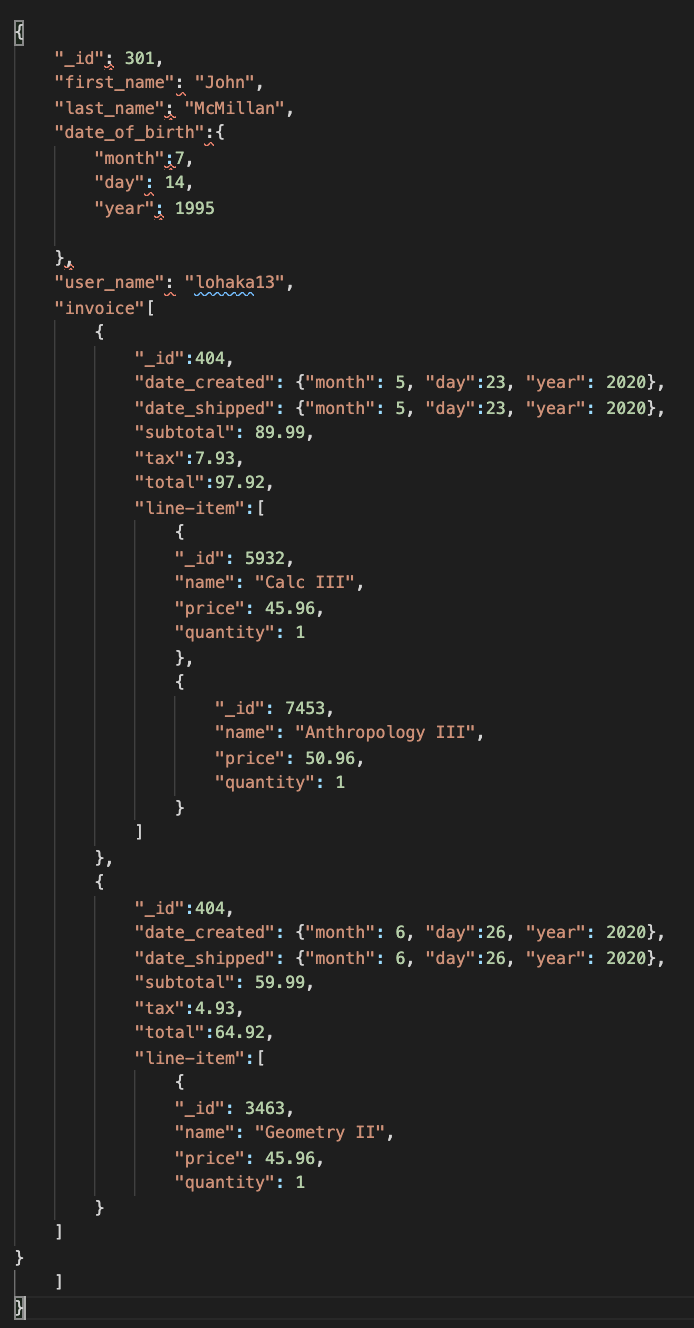 {
    "_id": 301,
    "first_name": "John",
    "last_name": "McMillan",
    "date_of_birth":{
        "month":7,
        "day": 14,
        "year": 1995
    },
    "user_name": "lohaka13",
    "invoice"[
        {
            "_id":404,
            "date_created": {"month": 5, "day":23, "year": 2020},
            "date_shipped": {"month": 5, "day":23, "year": 2020},
            "subtotal": 89.99,
            "tax":7.93,
            "total":97.92,
            "line-item":[
                {
                "_id": 5932,
                "name": "Calc III",
                "price": 45.96,
                "quantity": 1
                },
                {
                    "_id": 7453,
                    "name": "Anthropology III",
                    "price": 50.96,
                    "quantity": 1
                }
            ]
        },
        {
            "_id":404,
            "date_created": {"month": 6, "day":26, "year": 2020},
            "date_shipped": {"month": 6, "day":26, "year": 2020},
            "subtotal": 59.99,
            "tax":4.93,
            "total":64.92,
            "line-item":[
                {
                "_id": 3463,
                "name": "Geometry II",
                "price": 45.96,
                "quantity": 1
        }
    ]
}
    ]
}